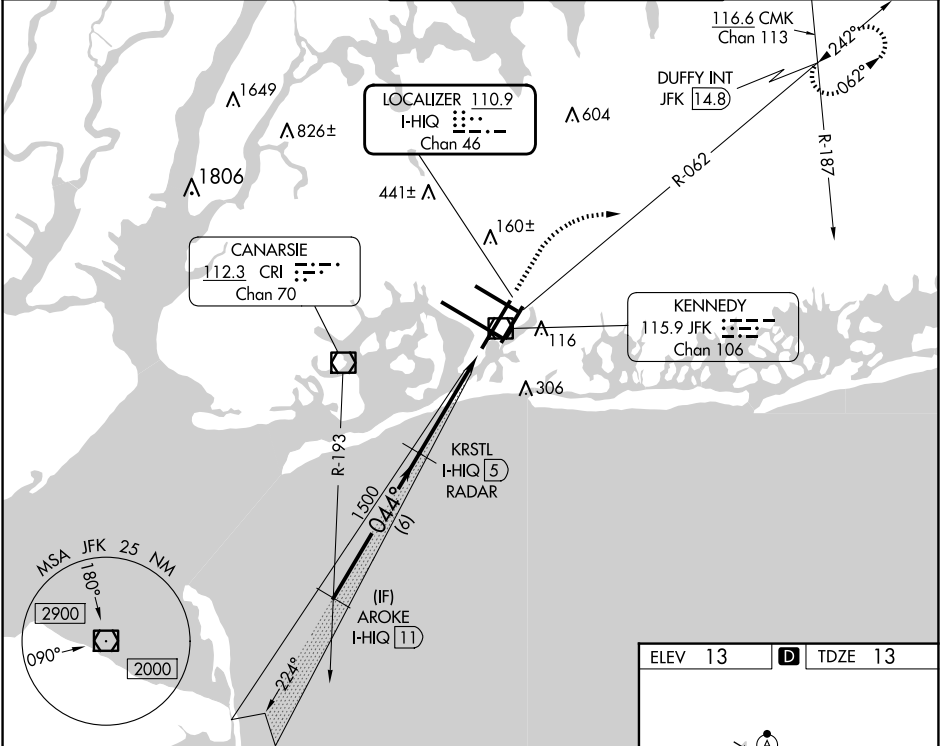 116.6 CMK
Chan 113
242°
062°
DUFFY INT
JFK 14.8
1649
LOCALIZER 110.9
I-HIQ
Chan 46
604
826±
R-187
R-062
1806
441±
160±
CANARSIE
112.3 CRI
Chan 70
KENNEDY
115.9 JFK
Chan 106
116
306
R-193
KRSTL
I-HIQ 5
RADAR
1500
044°
(6)
MSA JFK 25 NM
180°
2900
090°
2000
(IF)
AROKE
I-HIQ 11
224°
ELEV 13 D TDZE 13
A